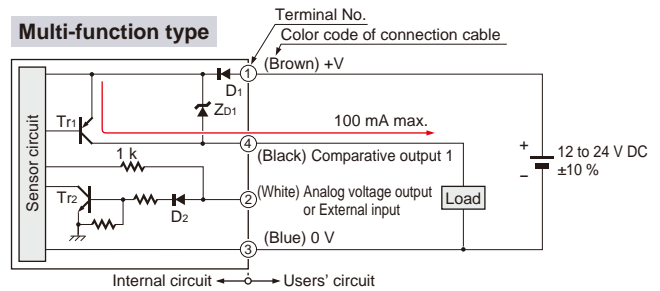 Multi-function type
Terminal No.
Color code of connection cable
1 (Brown) +V
D1
ZD1
Tr1
100 mA max.
4
(Black) Comparative output 1
1 k
Sensor circuit
Tr2
D2
2 (White) Analog voltage output
or External input
Load
+
−
12 to 24 V DC
±10 %
3 (Blue) 0 V
Internal circuit
Users' circuit